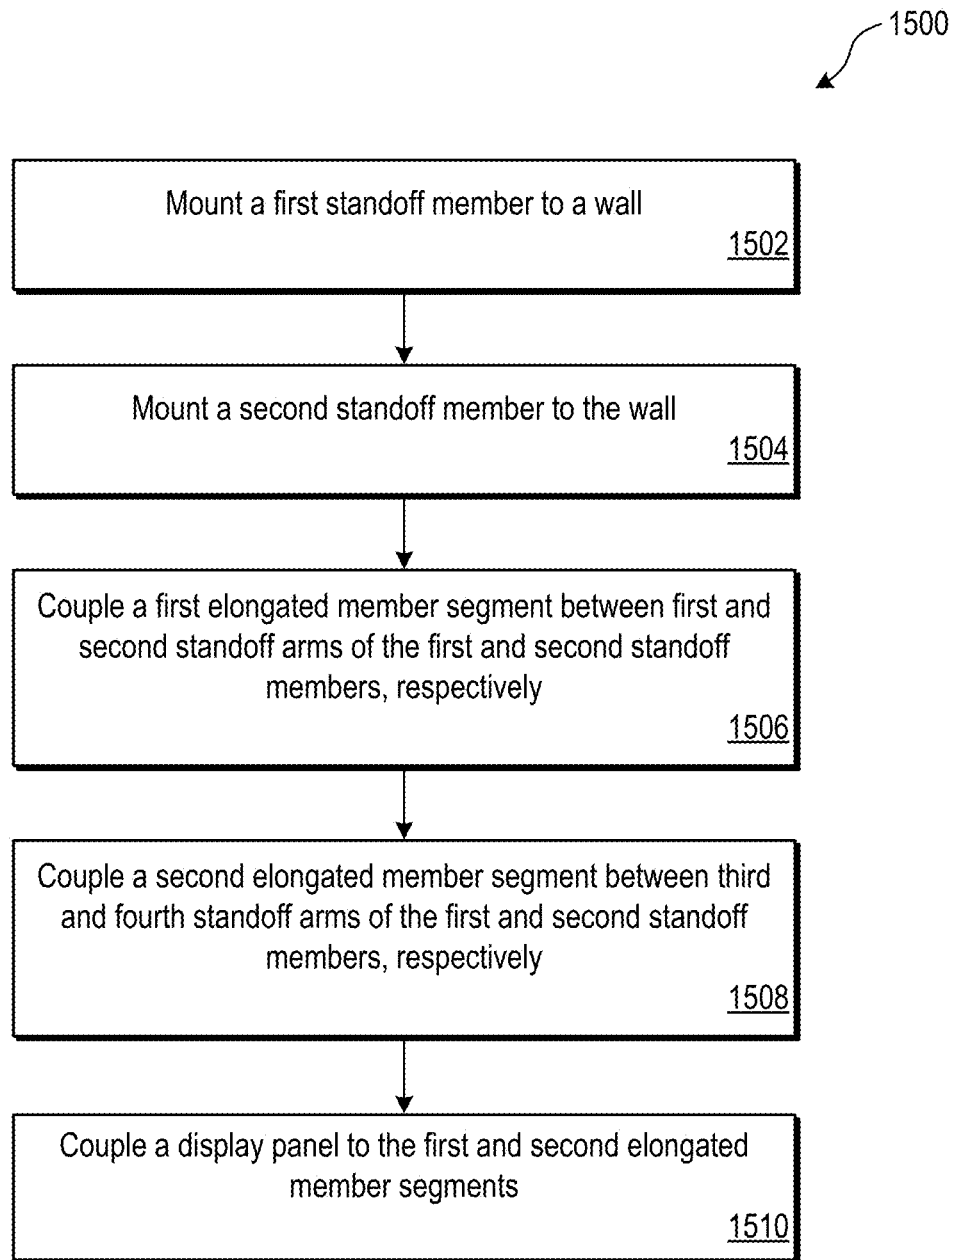 1500
Mount a first standoff member to a wall
1502
Mount a second standoff member to the wall
1504
Couple a first elongated member segment between first and
second standoff arms of the first and second standoff
members, respectively
1506
Couple a second elongated member segment between third
and fourth standoff arms of the first and second standoff
members, respectively
1508
Couple a display panel to the first and second elongated
member segments
1510